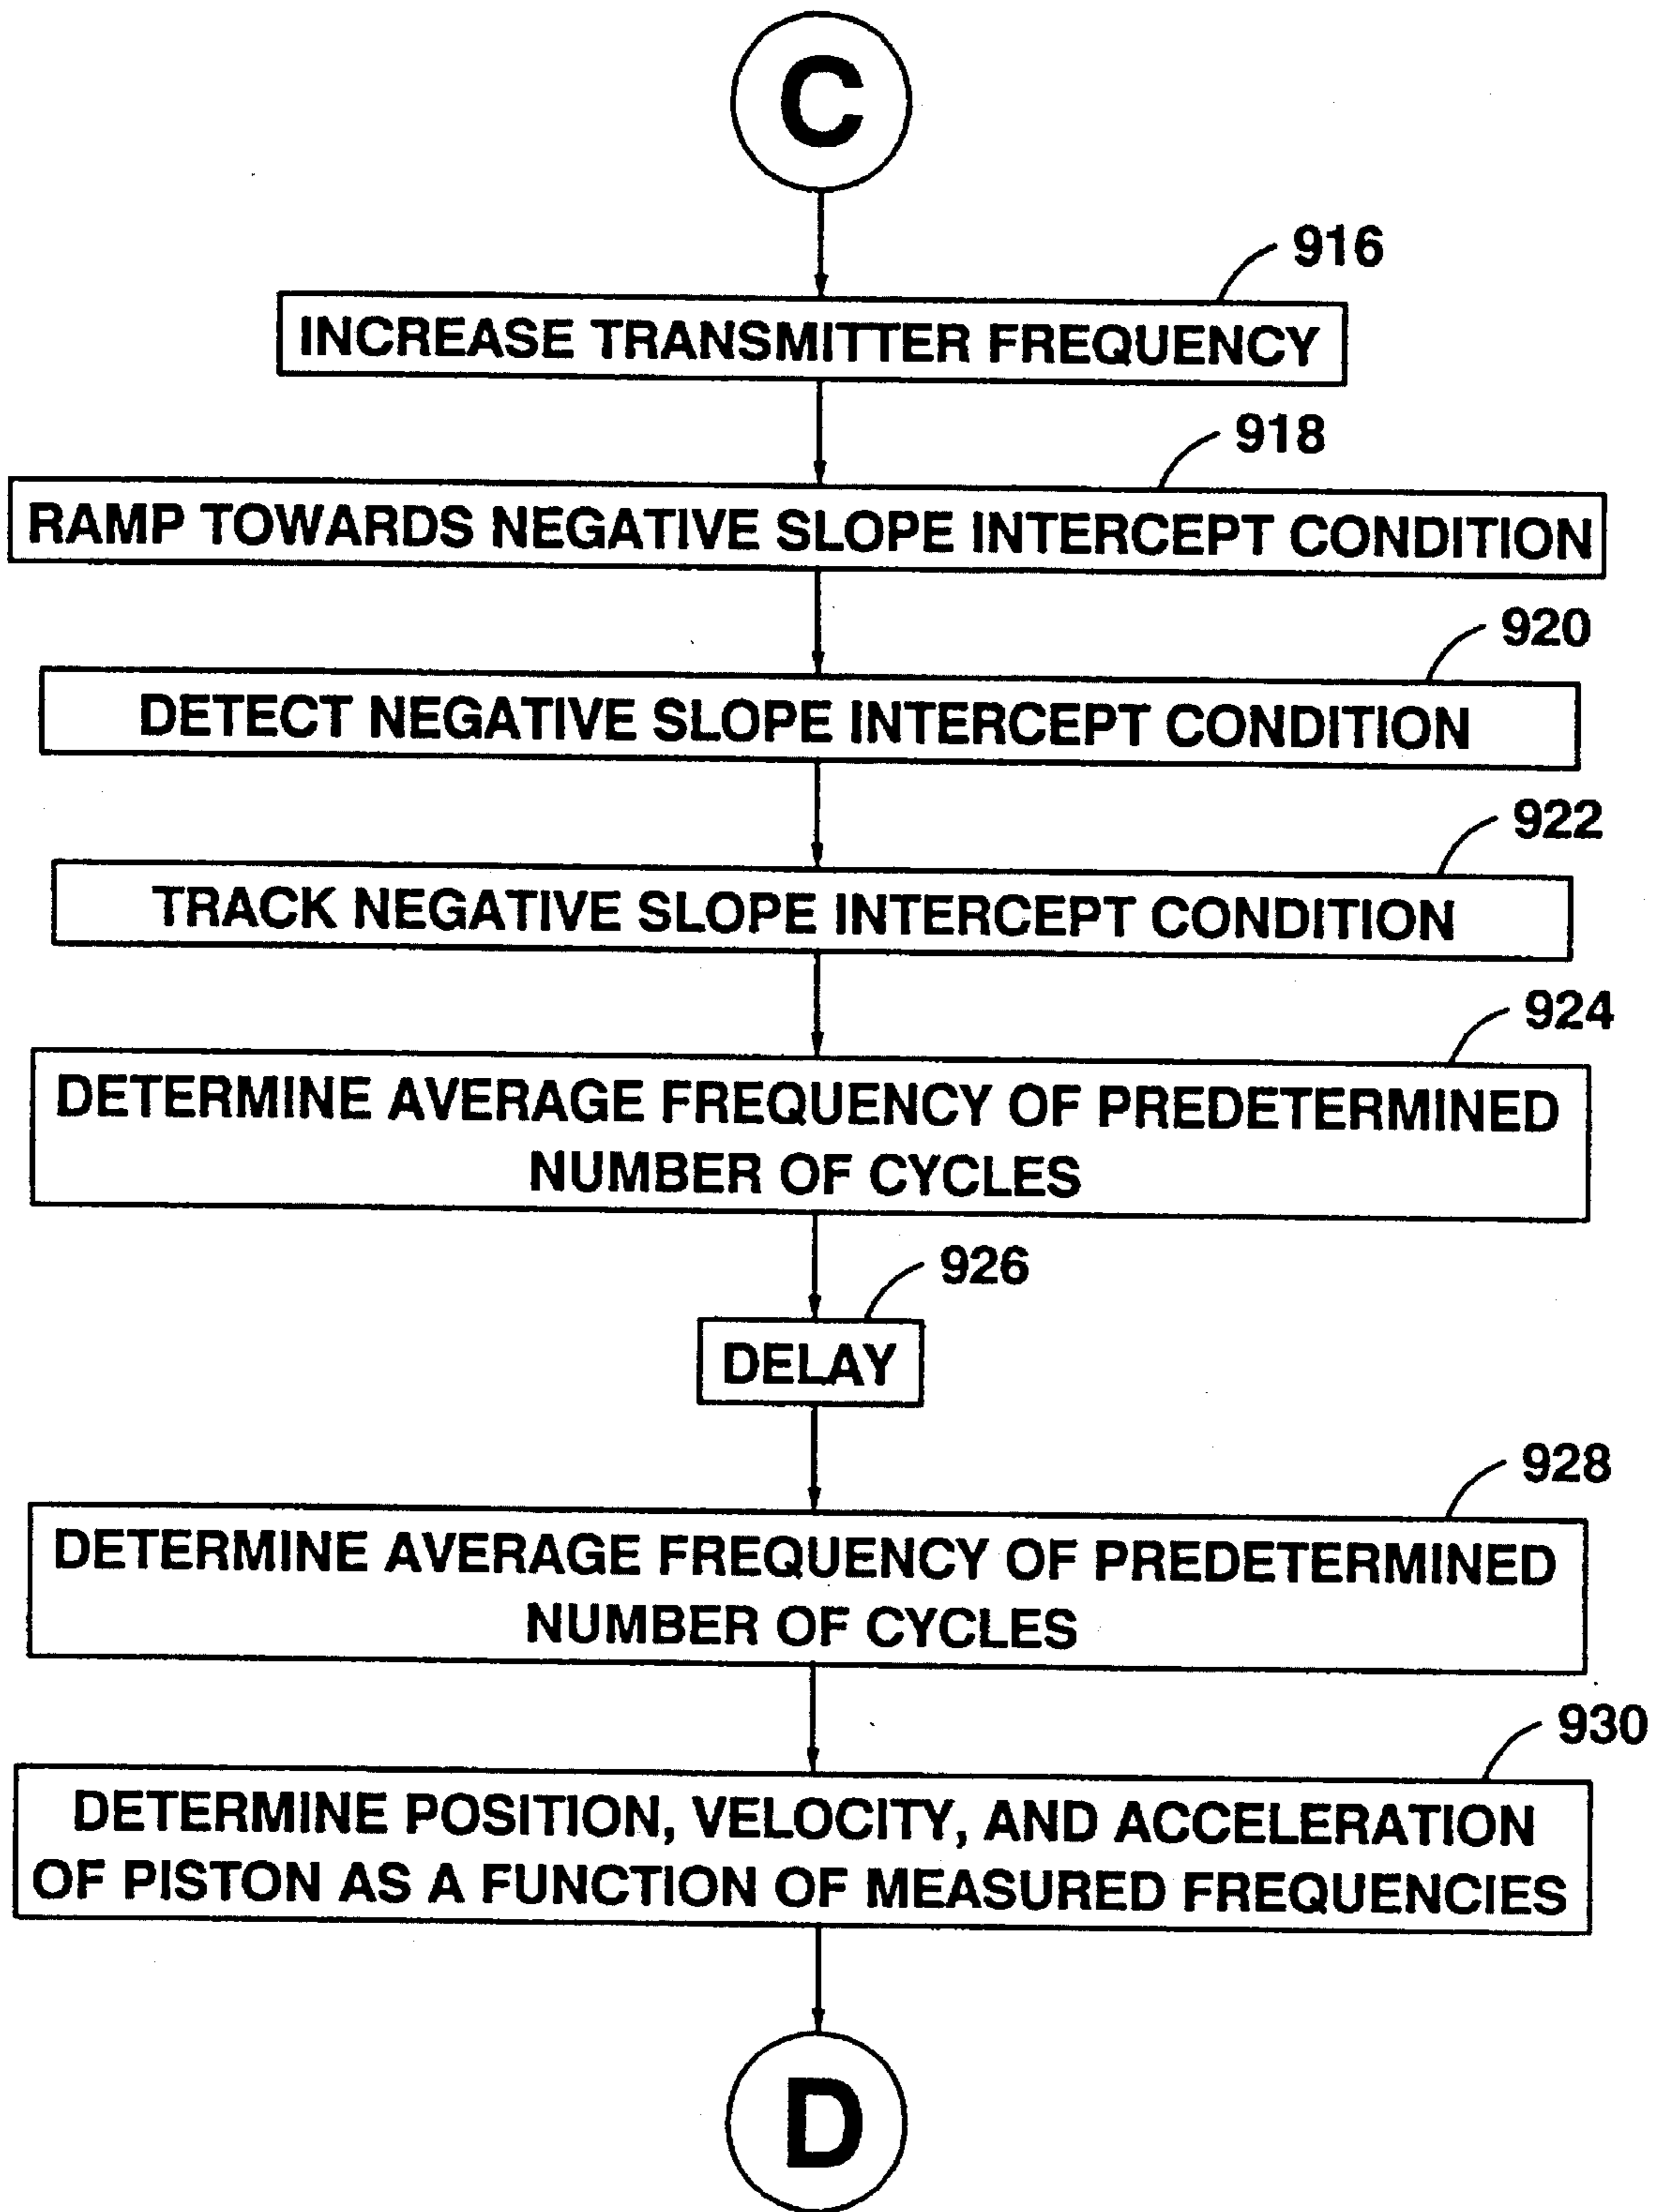 C
916
INCREASE TRANSMITTER FREQUENCY
918
RAMP TOWARDS NEGATIVE SLOPE INTERCEPT CONDITION
920
DETECT NEGATIVE SLOPE INTERCEPT CONDITION
922
TRACK NEGATIVE SLOPE INTERCEPT CONDITION
924
DETERMINE AVERAGE FREQUENCY OF PREDETERMINED
NUMBER OF CYCLES
926
DELAY
928
DETERMINE AVERAGE FREQUENCY OF PREDETERMINED
NUMBER OF CYCLES
930
DETERMINE POSITION, VELOCITY, AND ACCELERATION
OF PISTON AS A FUNCTION OF MEASURED FREQUENCIES
D